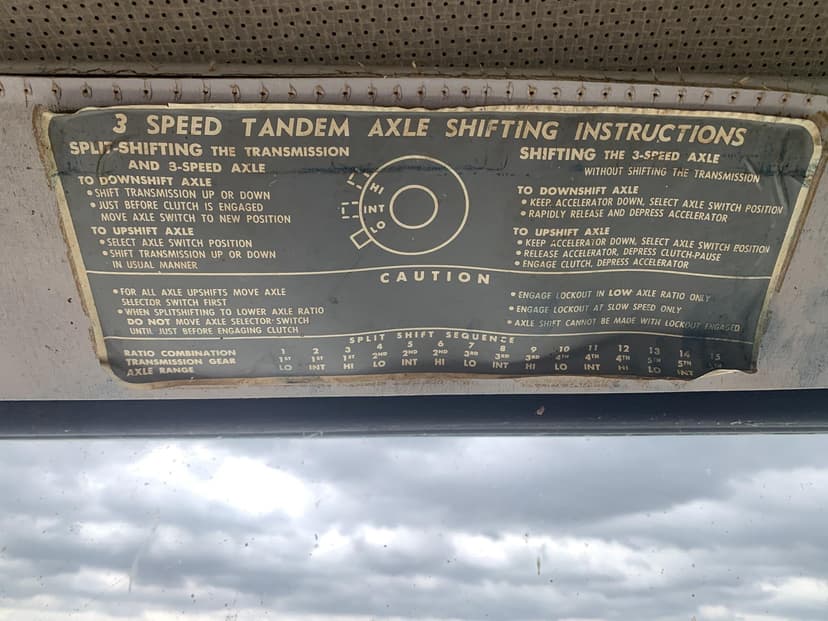 3 SPEED TANDEM AXLE SHIFTING INSTRUCTIONS
SPLIT-SHIFTING THE TRANSMISSION
AND 3-SPEED AXLE
TO DOWNSHIFT AXLE
• SHIFT TRANSMISSION UP OR DOWN
• JUST BEFORE CLUTCH IS ENGAGED
MOVE AXLE SWITCH TO NEW POSITION
TO UPSHIFT AXLE
• SELECT AXLE SWITCH POSITION
• SHIFT TRANSMISSION UP OR DOWN
IN USUAL MANNER
HI
INT
LO
SHIFTING THE 3-SPEED AXLE
WITHOUT SHIFTING THE TRANSMISSION
TO DOWNSHIFT AXLE
• KEEP ACCELERATOR DOWN, SELECT AXLE SWITCH POSITION
• RAPIDLY RELEASE AND DEPRESS ACCELERATOR
TO UPSHIFT AXLE
• KEEP ACCELERATOR DOWN, SELECT AXLE SWITCH POSITION
• RELEASE ACCELERATOR, DEPRESS CLUTCH-PAUSE
• ENGAGE CLUTCH, DEPRESS ACCELERATOR
CAUTION
• FOR ALL AXLE UPSHIFTS MOVE AXLE
SELECTOR SWITCH FIRST
• WHEN SPLITSHIFTING TO LOWER AXLE RATIO
DO NOT MOVE AXLE SELECTOR SWITCH
UNTIL JUST BEFORE ENGAGING CLUTCH
• ENGAGE LOCKOUT IN LOW AXLE RATIO ONLY
• ENGAGE LOCKOUT AT SLOW SPEED ONLY
• AXLE SHIFT CANNOT BE MADE WITH LOCKOUT ENGAGED
SPLIT SHIFT SEQUENCE
RATIO COMBINATION 1 2 3 4 5 6 7 8 9 10 11 12 13 14 15
TRANSMISSION GEAR 1ST 1ST 1ST 2ND 2ND 2ND 3RD 3RD 3RD 4TH 4TH 4TH 5TH 5TH
AXLE RANGE LO INT HI LO INT HI LO INT HI LO INT HI LO INT